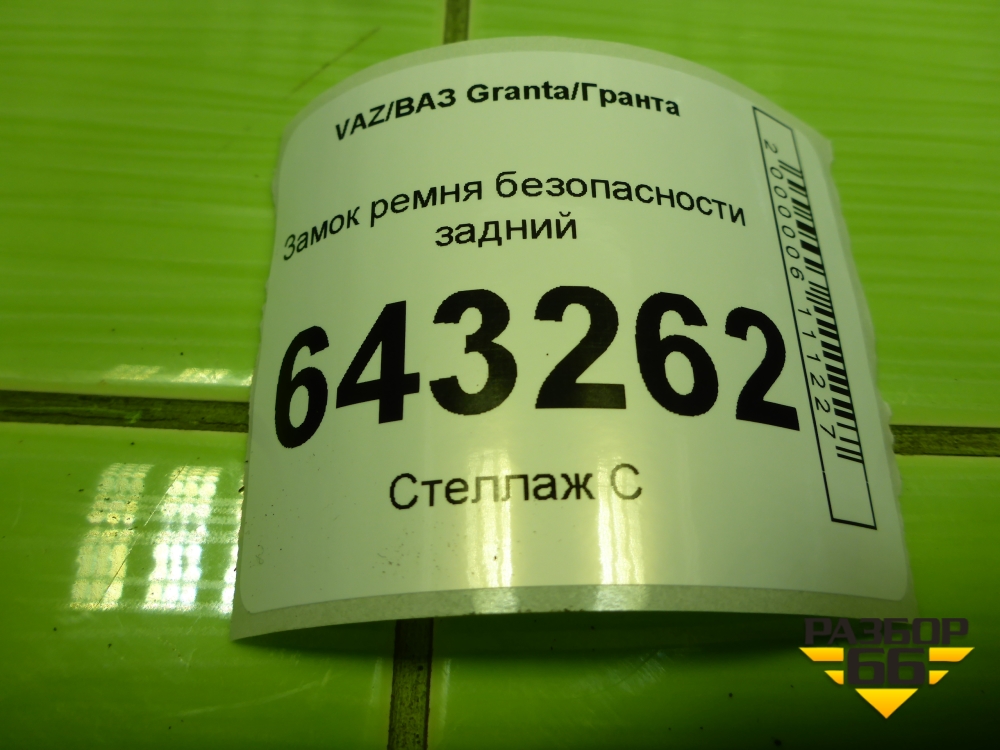 VAZ/ВАЗ Granta/Гранта
Замок ремня безопасности
задний
643262
Стеллаж С
2000006111227
РАЗБОР
66